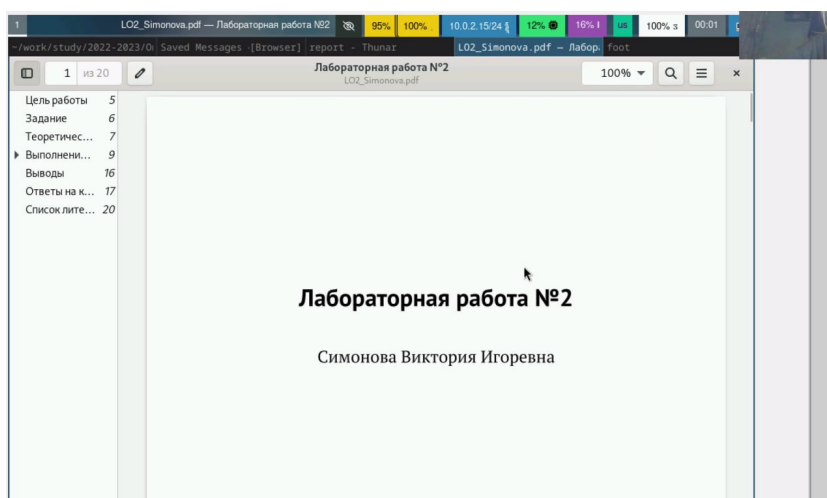 1 LO2_Simonova.pdf — Лабораторная работа №2 95% 100% 10.0.2.15/24 12% 16% us 100% 00:01
~/work/study/2022-2023/О Saved Messages [Browser] report - Thunar LO2_Simonova.pdf — Лабор. foot
1 из 20 Лабораторная работа №2 100%
LO2_Simonova.pdf
Цель работы 5
Задание 6
Теоретичес... 7
Выполнени... 9
Выводы 16
Ответы на к... 17
Список лите... 20
Лабораторная работа №2
Симонова Виктория Игоревна